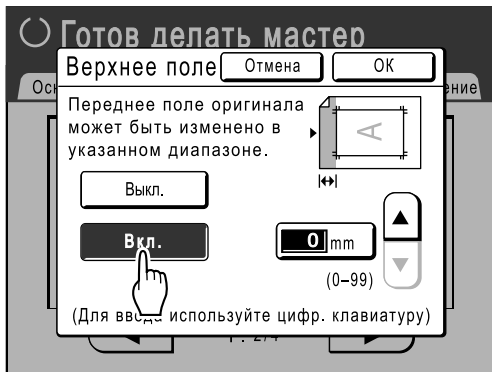 Готов делать мастер
Верхнее поле
Отмена
OK
Переднее поле оригинала
может быть изменено в
указанном диапазоне.
A
Выкл.
Вкл.
0 mm
(0–99)
(Для ввода используйте цифр. клавиатуру)